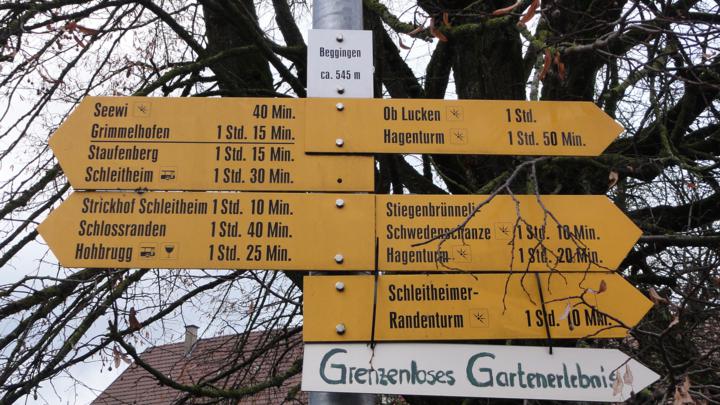 Beggingen
ca. 545 m
Seewi 40 Min.
Grimmelhofen 1 Std. 15 Min.
Staufenberg 1 Std. 15 Min.
Schleitheim 1 Std. 30 Min.
Ob Lucken 1 Std.
Hagenturm 1 Std. 50 Min.
Strickhof Schleitheim 1 Std. 10 Min.
Schlossranden 1 Std. 40 Min.
Hohbrugg 1 Std. 25 Min.
Stiegenbrünneli-
Schwedenschanze 1 Std. 10 Min.
Hagenturm 1 Std. 20 Min.
Schleitheimer-
Randenturm 1 Std. 10 Min.
Grenzenloses Gartenerlebnis